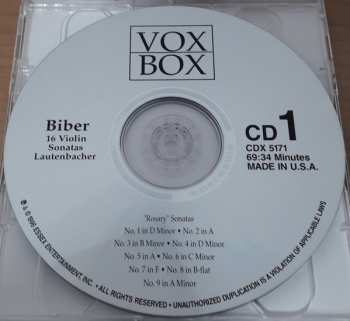 VOX
BOX
Biber
16 Violin
Sonatas
Lautenbacher
CD 1
CDX 5171
69:34 Minutes
MADE IN U.S.A.
"Rosary" Sonatas
No. 1 in D Minor • No. 2 in A
No. 3 in B Minor • No. 4 in D Minor
No. 5 in A • No. 6 in C Minor
No. 7 in F • No. 8 in B-flat
No. 9 in A Minor
℗ & © 1996 ESSEX ENTERTAINMENT, INC. • ALL RIGHTS RESERVED • UNAUTHORIZED DUPLICATION IS A VIOLATION OF APPLICABLE LAWS